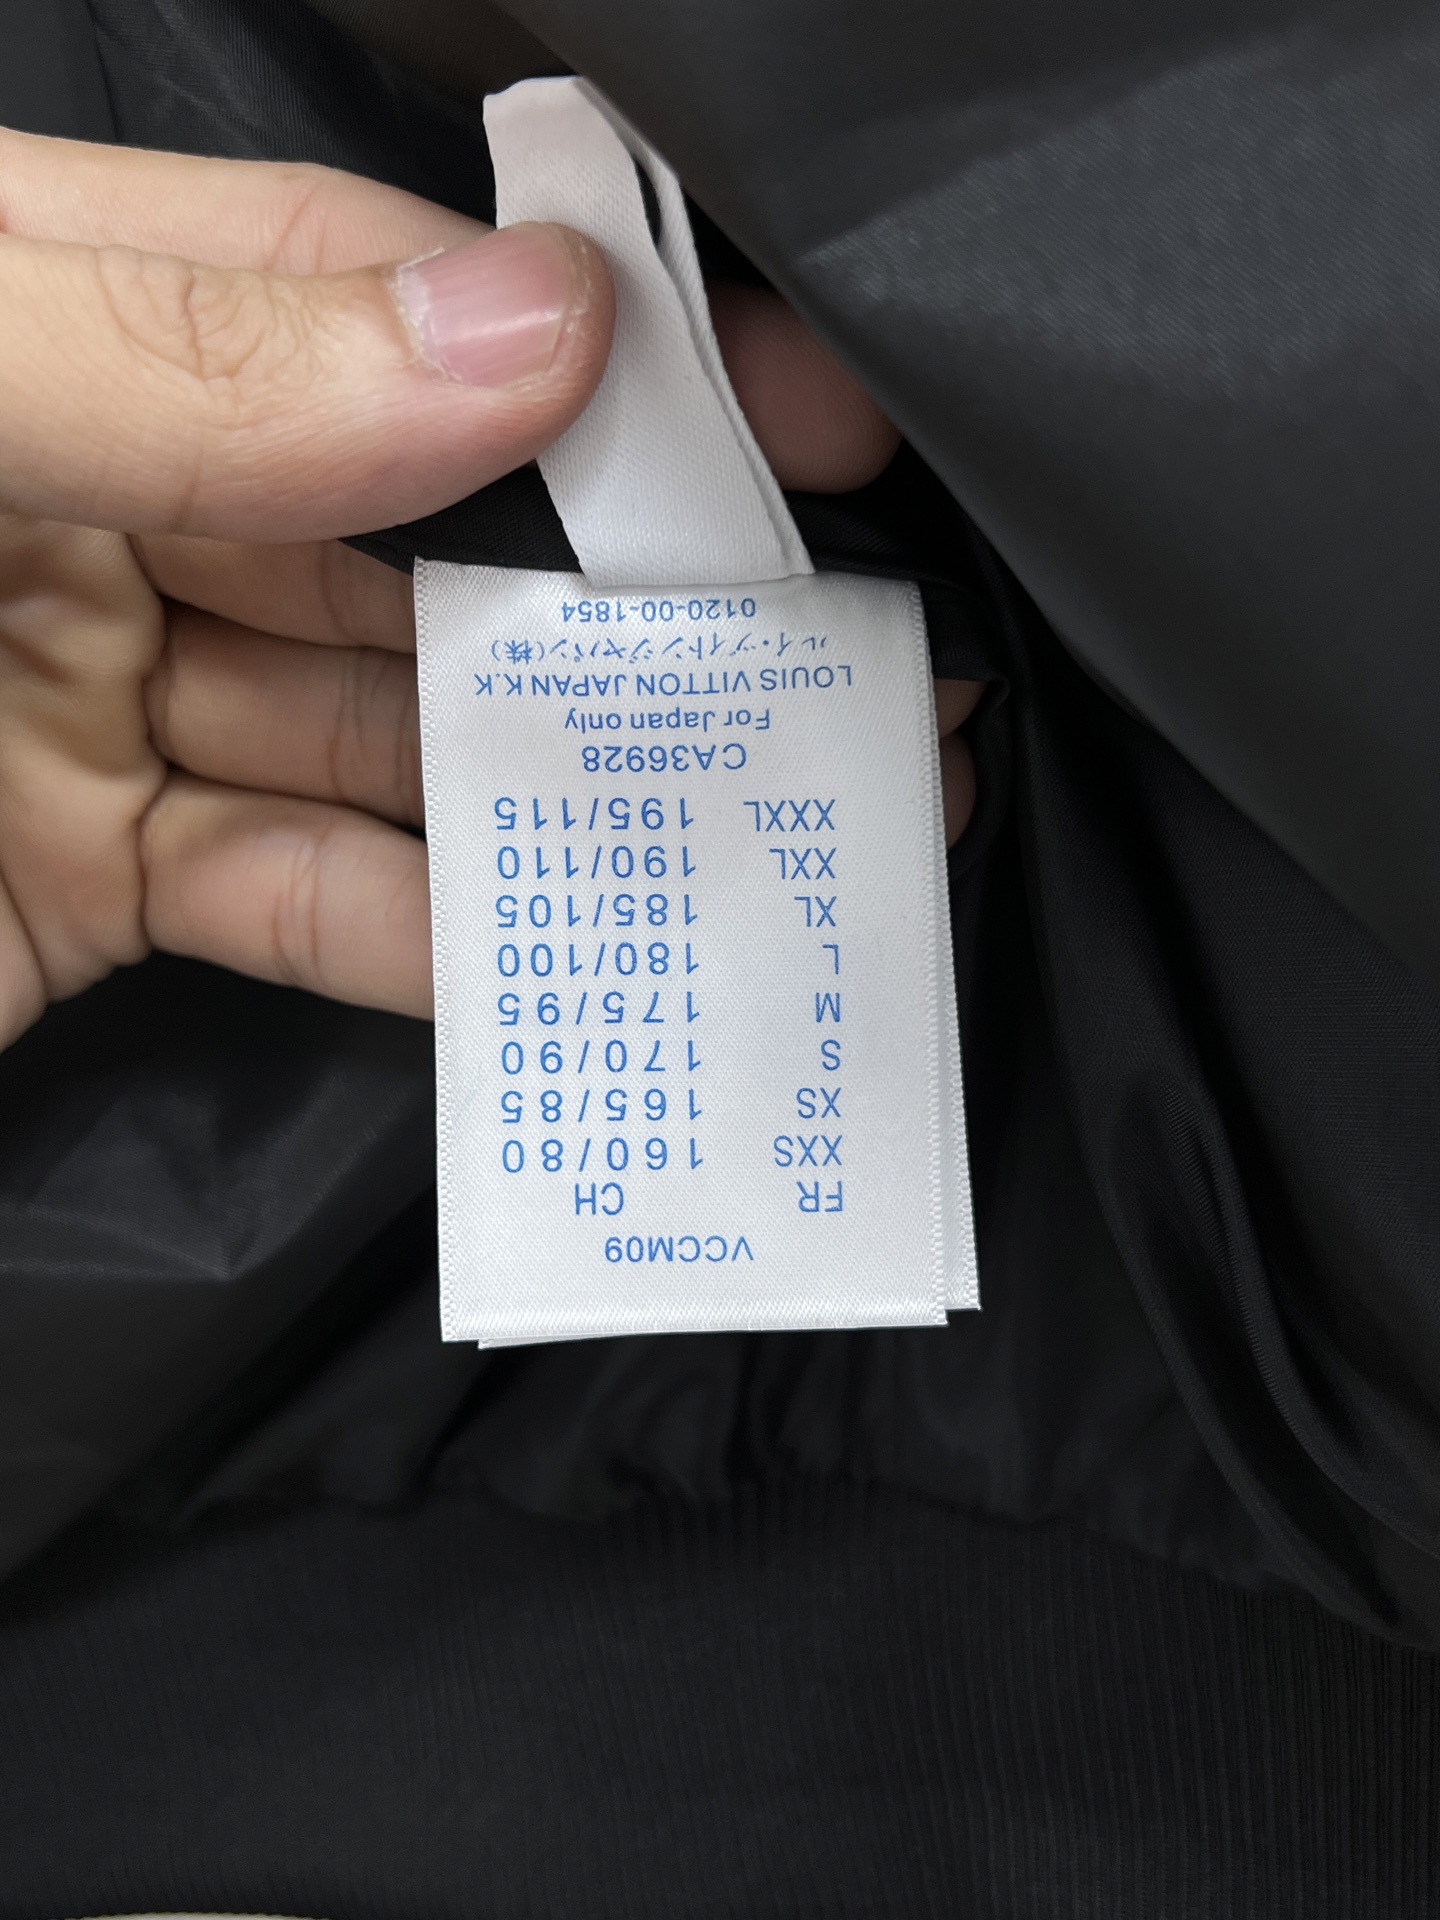 VCCM09
FR CH
XXS 160/80
XS 165/85
S 170/90
M 175/95
L 180/100
XL 185/105
XXL 190/110
XXXL 195/115
CA36928
For Japan only
LOUIS VITTON JAPAN K.K
ルイ・ヴィトンジャパン(株)
0120-00-1854